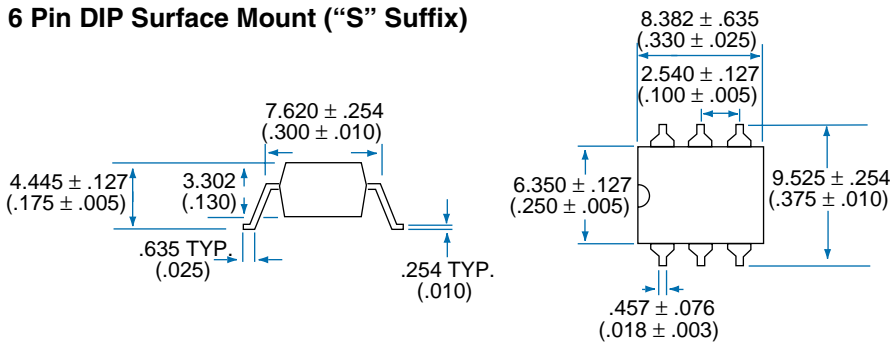 6 Pin DIP Surface Mount (“S” Suffix)
7.620 ± .254
(.300 ± .010)
4.445 ± .127
(.175 ± .005)
3.302
(.130)
.635 TYP.
(.025)
.254 TYP.
(.010)
8.382 ± .635
(.330 ± .025)
2.540 ± .127
(.100 ± .005)
6.350 ± .127
(.250 ± .005)
9.525 ± .254
(.375 ± .010)
.457 ± .076
(.018 ± .003)